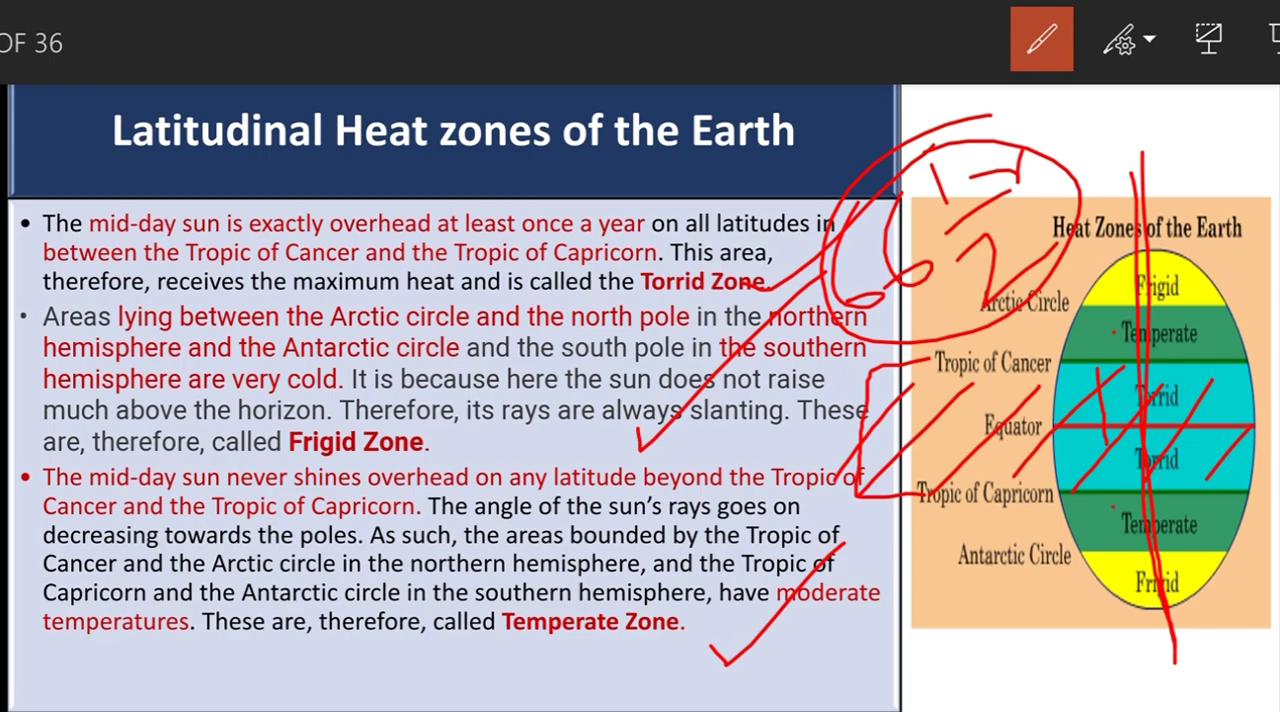 OF 36
Latitudinal Heat zones of the Earth
• The mid-day sun is exactly overhead at least once a year on all latitudes in
between the Tropic of Cancer and the Tropic of Capricorn. This area,
therefore, receives the maximum heat and is called the Torrid Zone.
• Areas lying between the Arctic circle and the north pole in the northern
hemisphere and the Antarctic circle and the south pole in the southern
hemisphere are very cold. It is because here the sun does not raise
much above the horizon. Therefore, its rays are always slanting. These
are, therefore, called Frigid Zone.
• The mid-day sun never shines overhead on any latitude beyond the Tropic of
Cancer and the Tropic of Capricorn. The angle of the sun's rays goes on
decreasing towards the poles. As such, the areas bounded by the Tropic of
Cancer and the Arctic circle in the northern hemisphere, and the Tropic of
Capricorn and the Antarctic circle in the southern hemisphere, have moderate
temperatures. These are, therefore, called Temperate Zone.
Heat Zones of the Earth
Frigid
Arctic Circle
Temperate
Tropic of Cancer
Torrid
Equator
Torrid
Tropic of Capricorn
Temperate
Antarctic Circle
Frigid